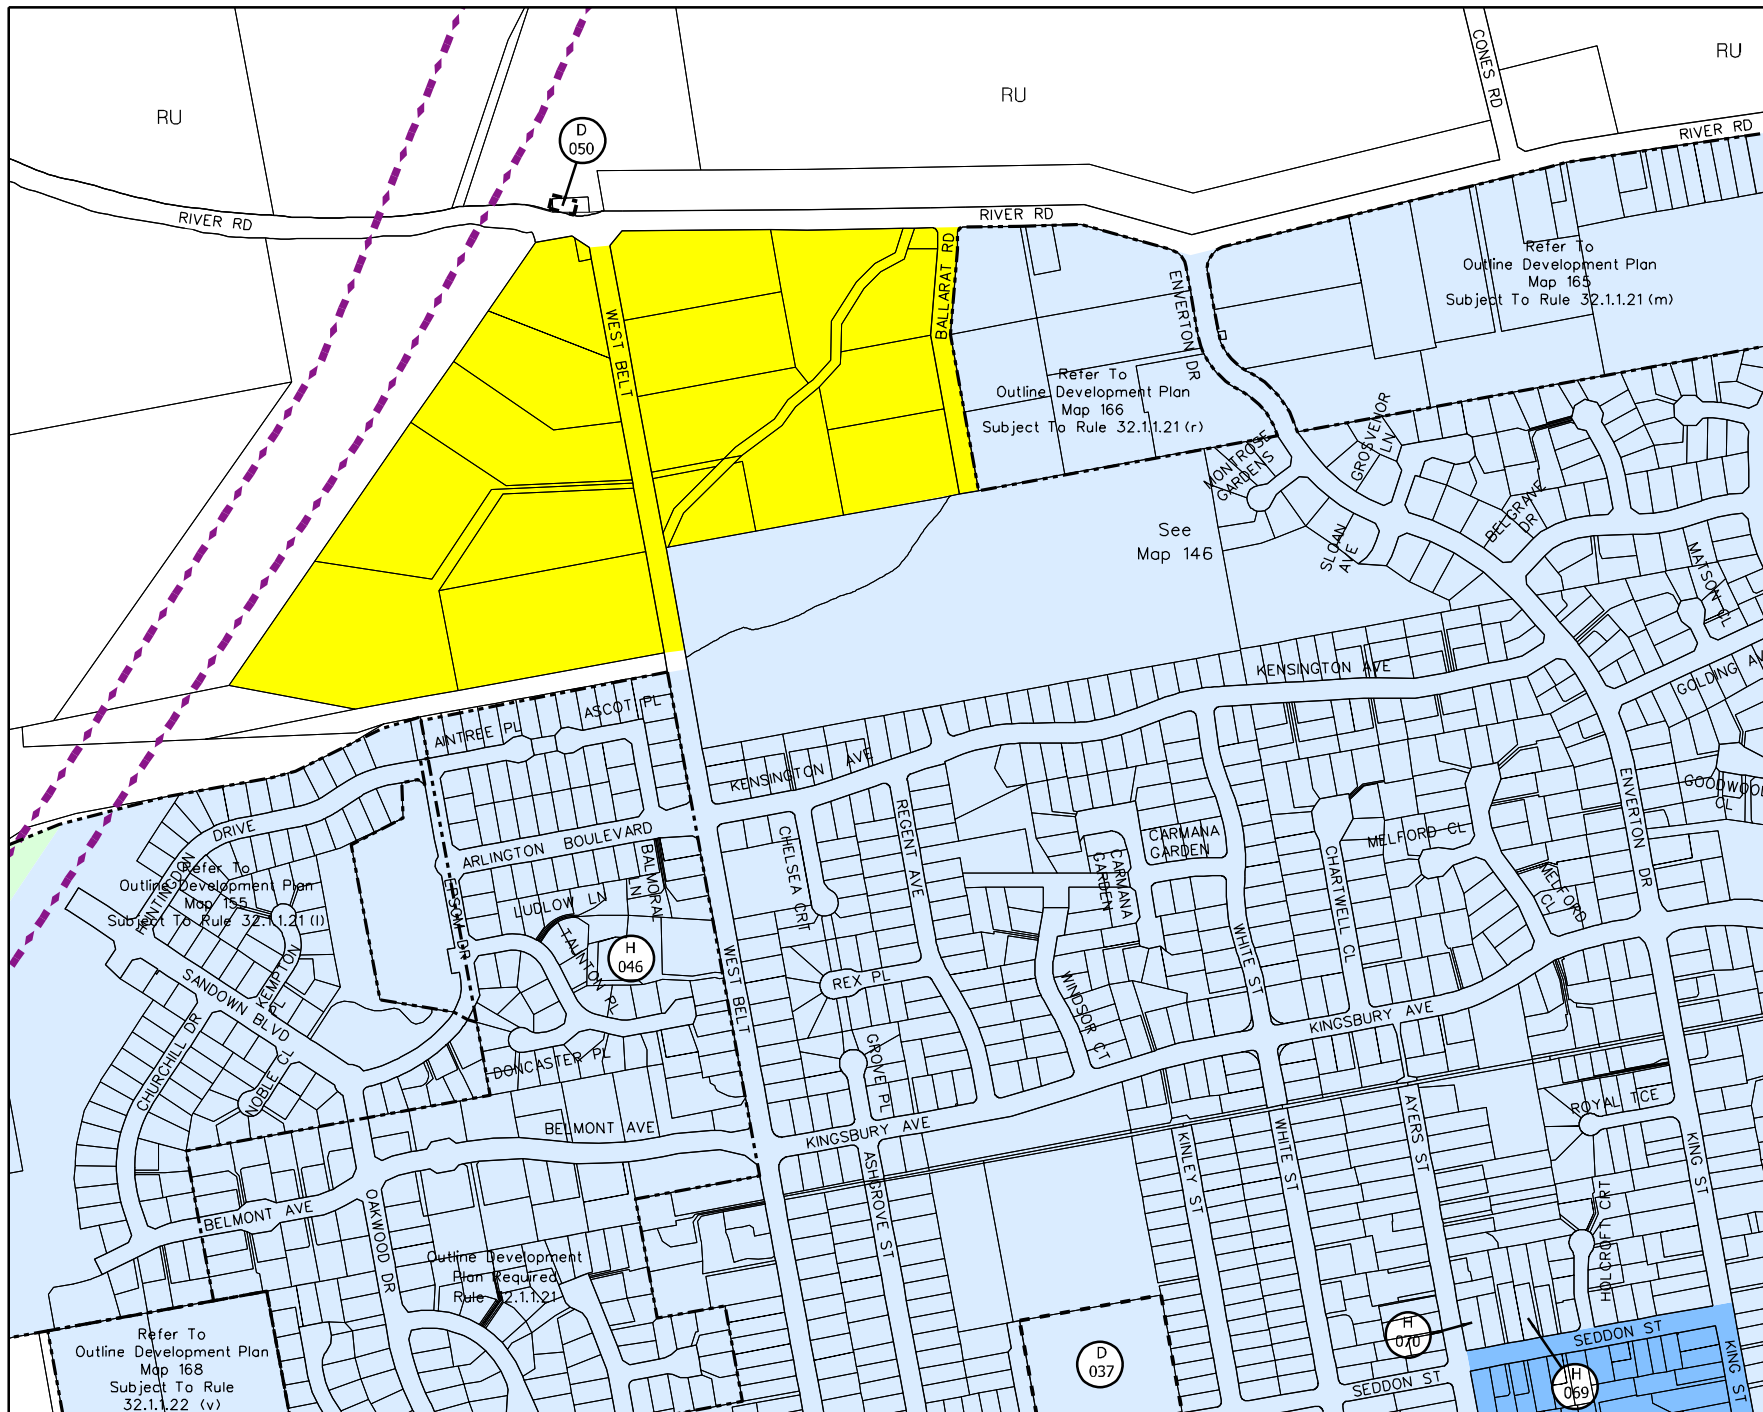 CONES RD
RU
RU
RU
D
050
RIVER RD
RIVER RD
RIVER RD
Refer To
Outline Development Plan
Map 165
Subject To Rule 32.1.1.21 (m)
BALLARAT RD
ENVERTON DR
WEST BELT
Refer To
Outline Development Plan
Map 166
Subject To Rule 32.1.1.21 (r)
MONTROSE
GARDENS
GROSVENOR
LN
BELGRAVE
DR
SLOAN
AVE
See
Map 146
MATSON CL
KENSINGTON AVE
GOLDING AV
ASCOT PL
AINTREE PL
KENSINGTON AVE
ENVERTON DR
GOODWOOD
CL
HUNTINGDON
DRIVE
ARLINGTON BOULEVARD
BALMORAL
LN
CHELSEA CRT
REGENT AVE
CARMANA
GARDEN
CARMANA
GARDEN
CHARTWELL CL
MELFORD CL
MELFORD
CL
Refer To
Outline Development Plan
Map 155
Subject To Rule 32.1.1.21 (l)
EPSOM DR
LUDLOW LN
TAUNTON PL
H
046
WEST BELT
REX PL
WINDSOR CT
WHITE ST
KINGSBURY AVE
KEMPTON
PL
SANDOWN BLVD
CHURCHILL DR
NOBLE CL
DONCASTER PL
GROVE PL
BELMONT AVE
KINGSBURY AVE
ROYAL TCE
AYERS ST
KING ST
KINLEY ST
WHITE ST
ASHGROVE ST
BELMONT AVE
OAKWOOD DR
HOLCROFT CRT
Outline Development
Plan Required
Rule 32.1.1.21
Refer To
Outline Development Plan
Map 168
Subject To Rule
32.1.1.22 (v)
D
037
H
070
SEDDON ST
SEDDON ST
H
069
KING ST